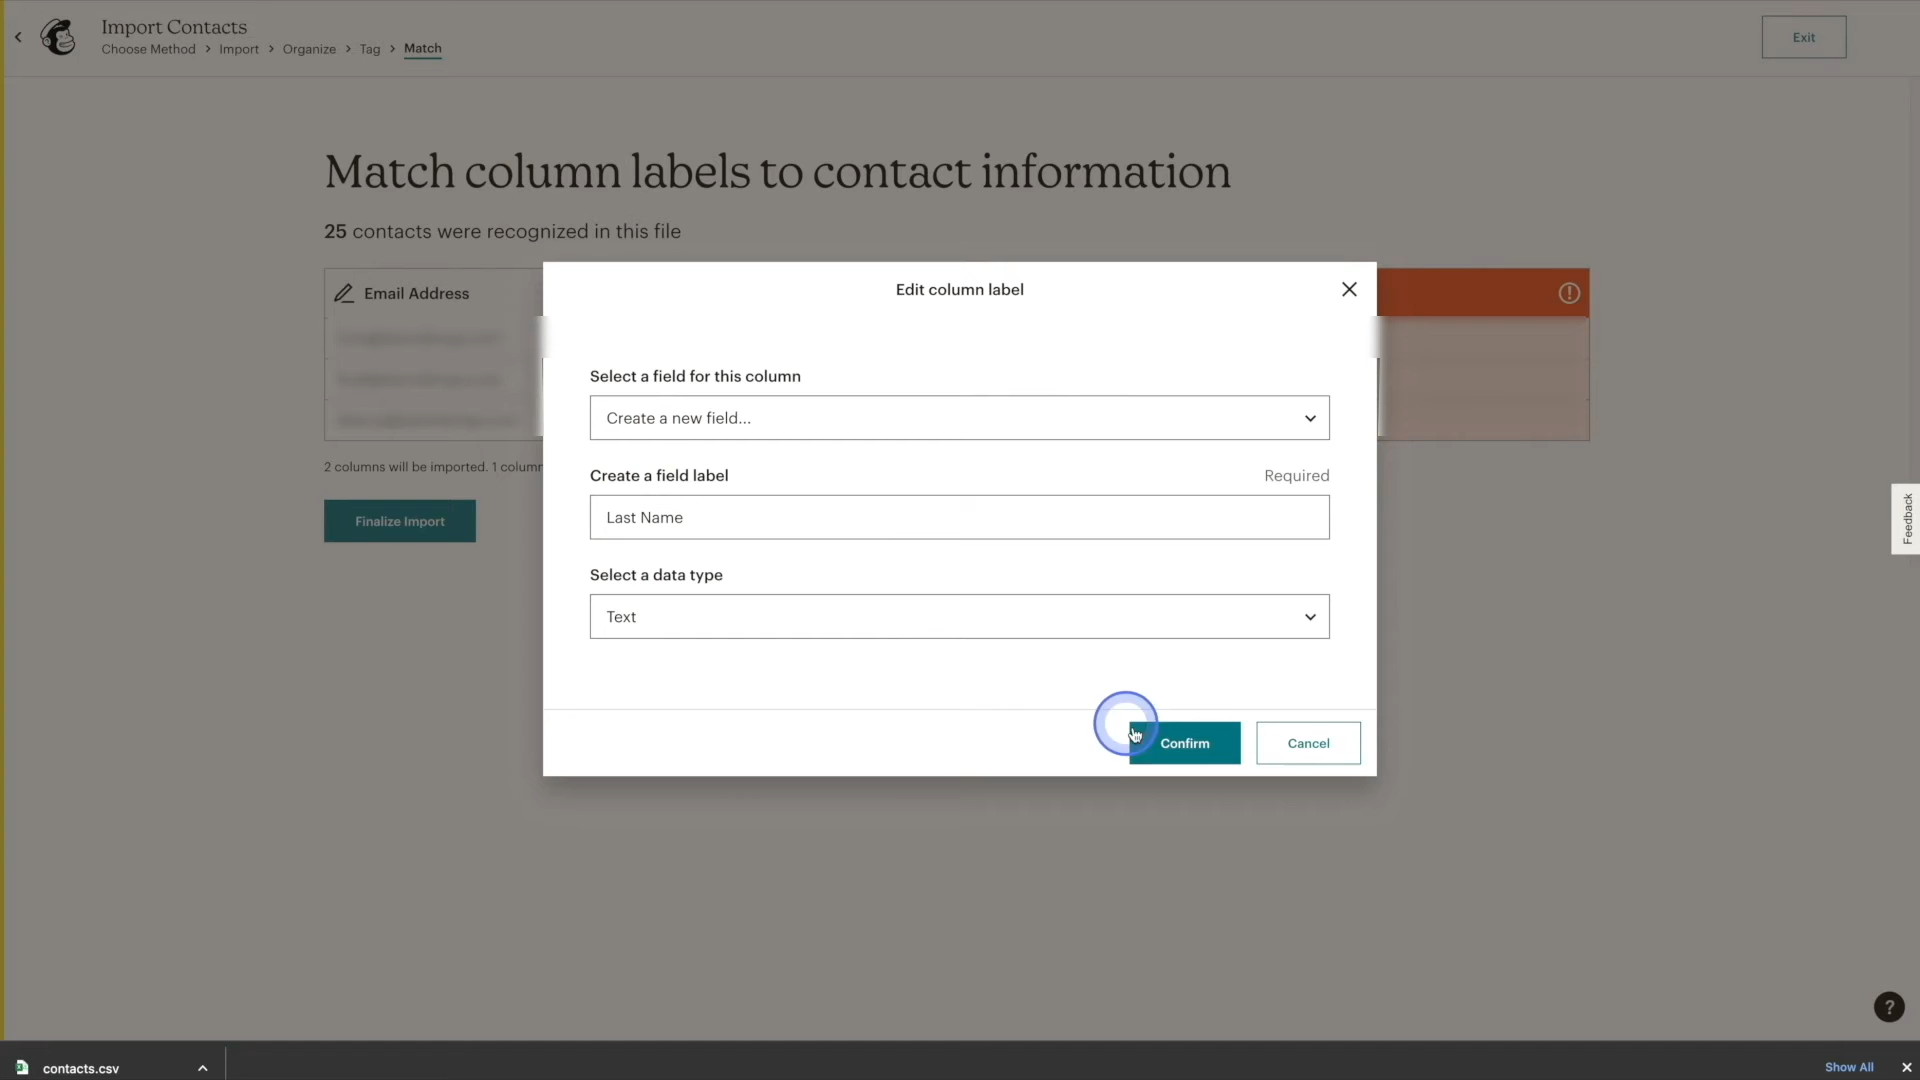 Import Contacts
Choose Method > Import > Organize > Tag > Match
Exit
Match column labels to contact information
25 contacts were recognized in this file
Email Address
2 columns will be imported. 1
Finalize Import
Edit column label
Select a field for this column
Create a new field...
Create a field label
Required
Last Name
Select a data type
Text
Confirm
Cancel
Feedback
?
contacts.csv
Show All